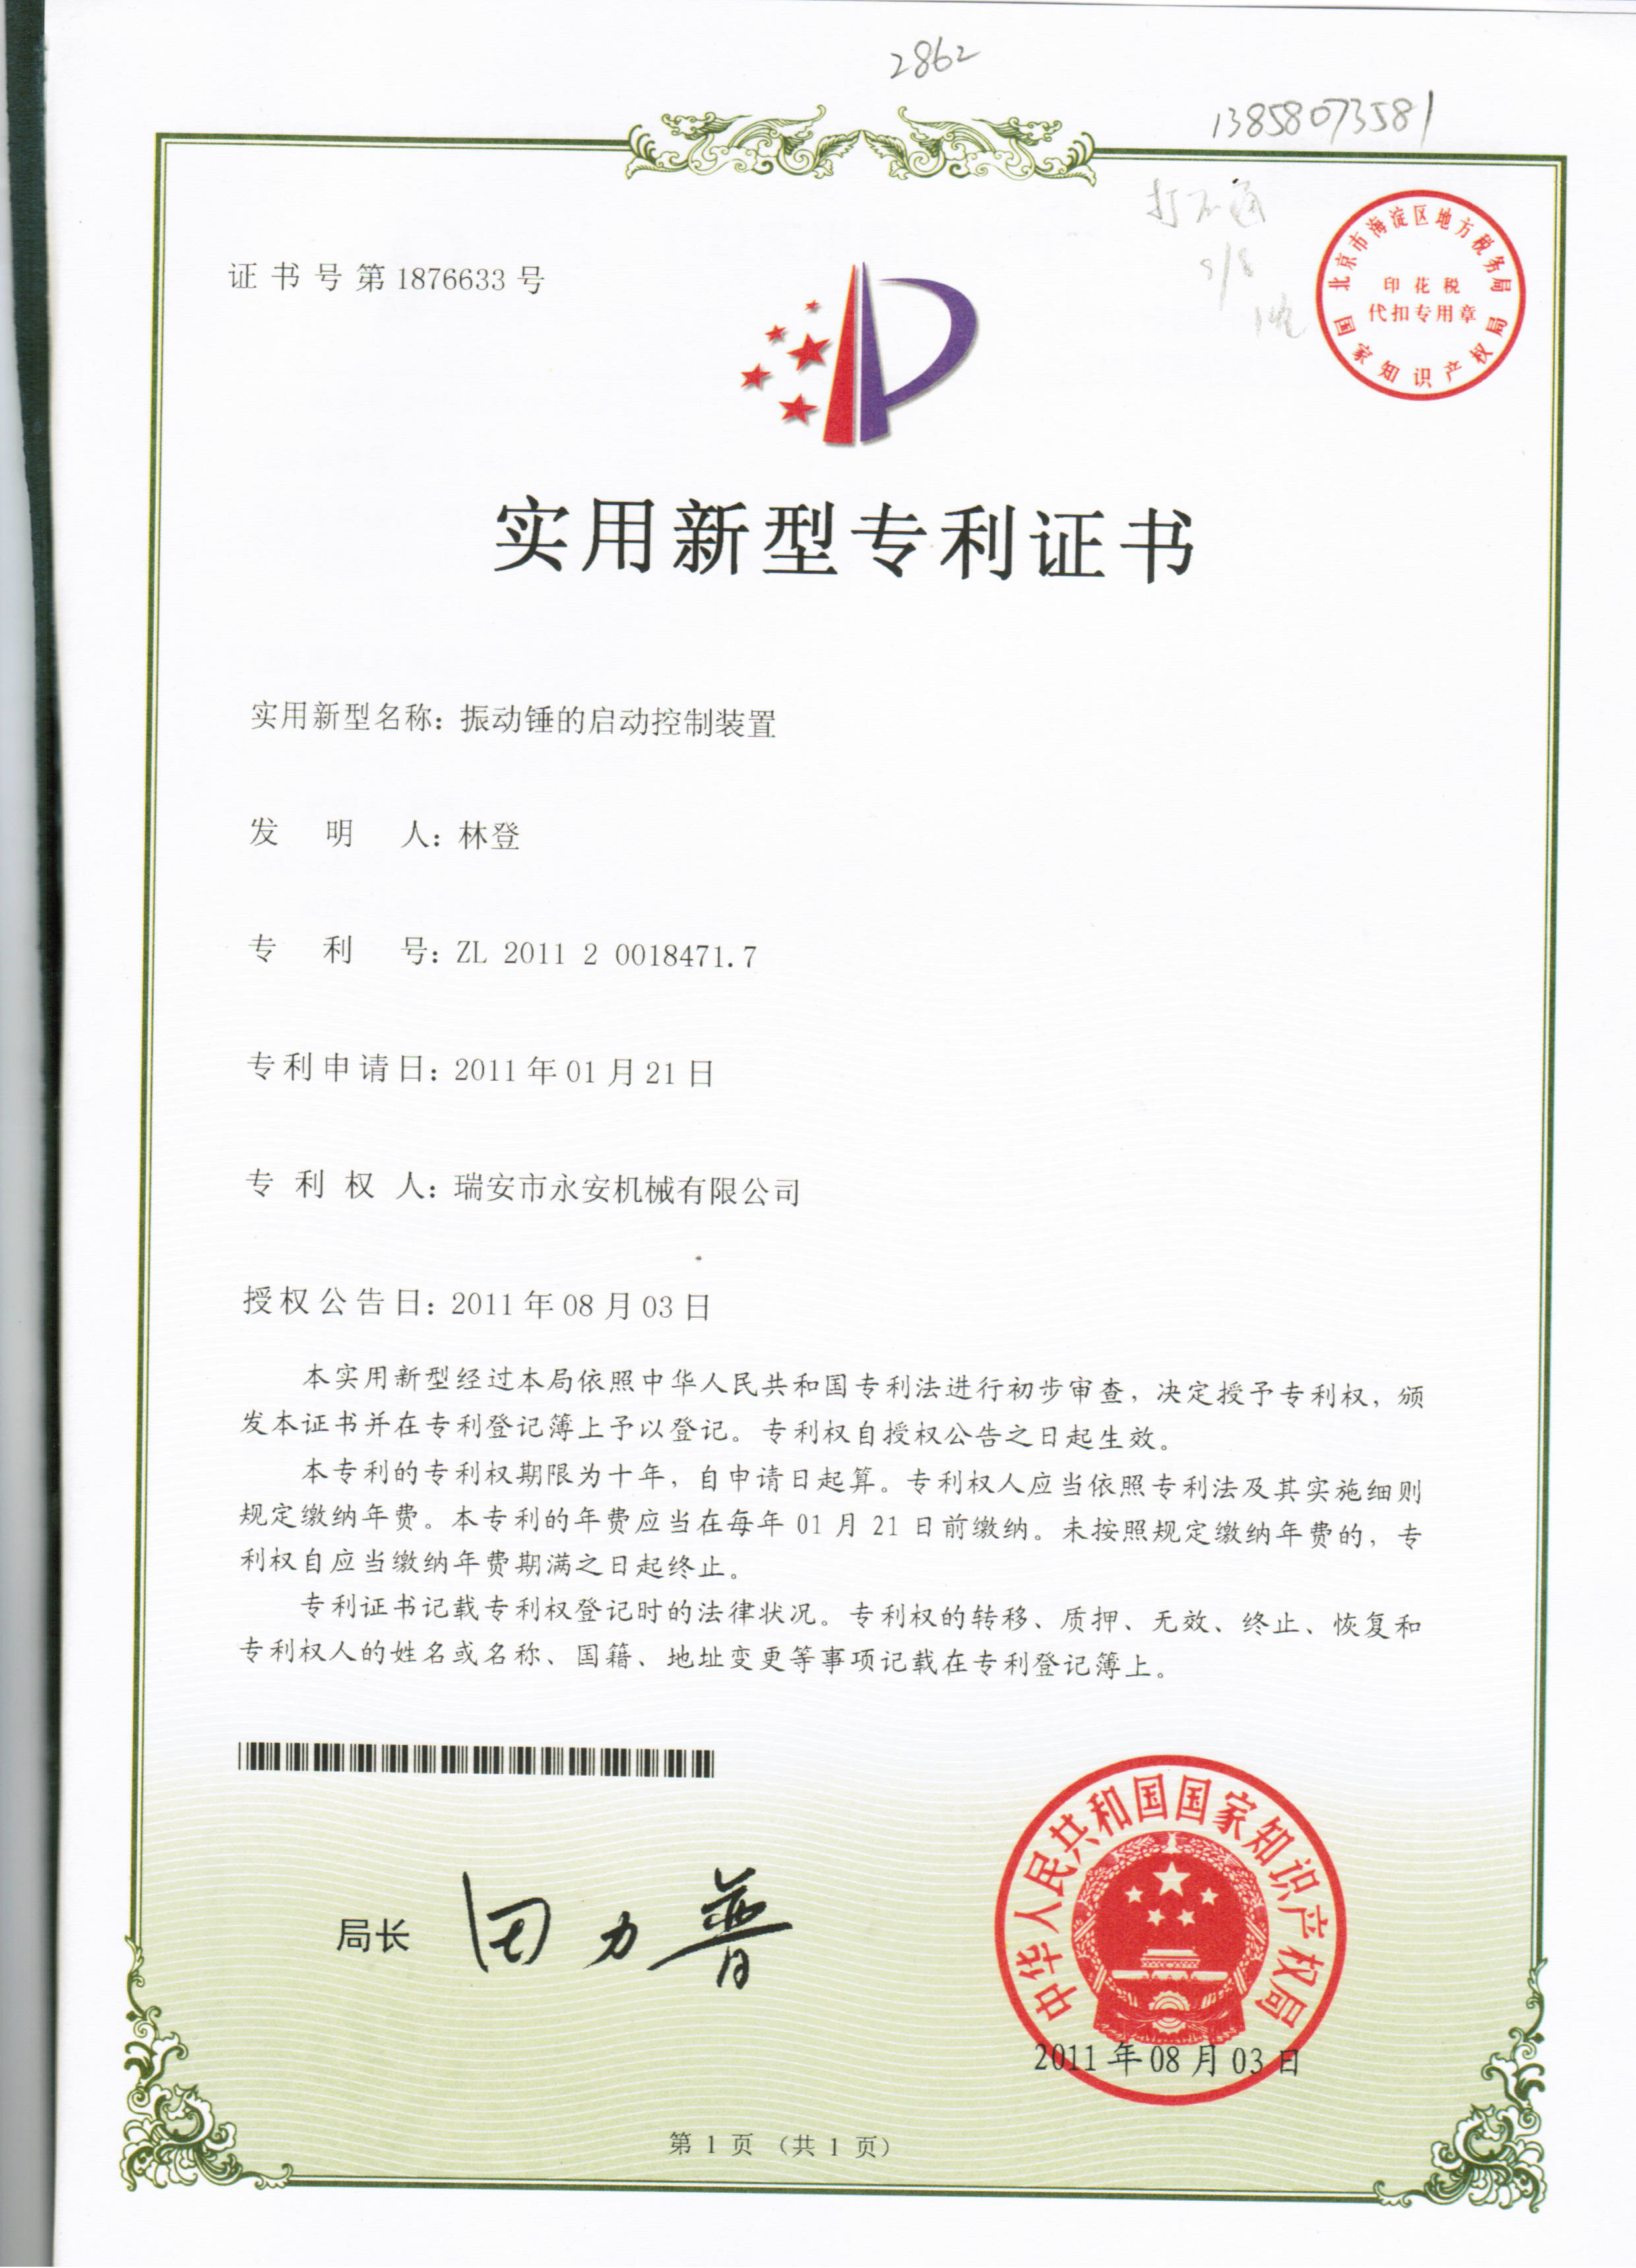 2862
13858073581
打不通
北京市海淀区地方税务局
印花税
代扣专用章
国家知识产权局
证书号第1876633号
实用新型专利证书
实用新型名称：振动锤的启动控制装置
发明人：林登
专利号：ZL 2011 2 0018471.7
专利申请日：2011年01月21日
专利权人：瑞安市永安机械有限公司
授权公告日：2011年08月03日
本实用新型经过本局依照中华人民共和国专利法进行初步审查，决定授予专利权，颁
发本证书并在专利登记簿上予以登记。专利权自授权公告之日起生效。
本专利的专利权期限为十年，自申请日起算。专利权人应当依照专利法及其实施细则
规定缴纳年费。本专利的年费应当在每年01月21日前缴纳。未按照规定缴纳年费的，专
利权自应当缴纳年费期满之日起终止。
专利证书记载专利权登记时的法律状况。专利权的转移、质押、无效、终止、恢复和
专利权人的姓名或名称、国籍、地址变更等事项记载在专利登记簿上。
局长 田力普
中华人民共和国国家知识产权局
2011年08月03日
第 1 页 （共 1 页）